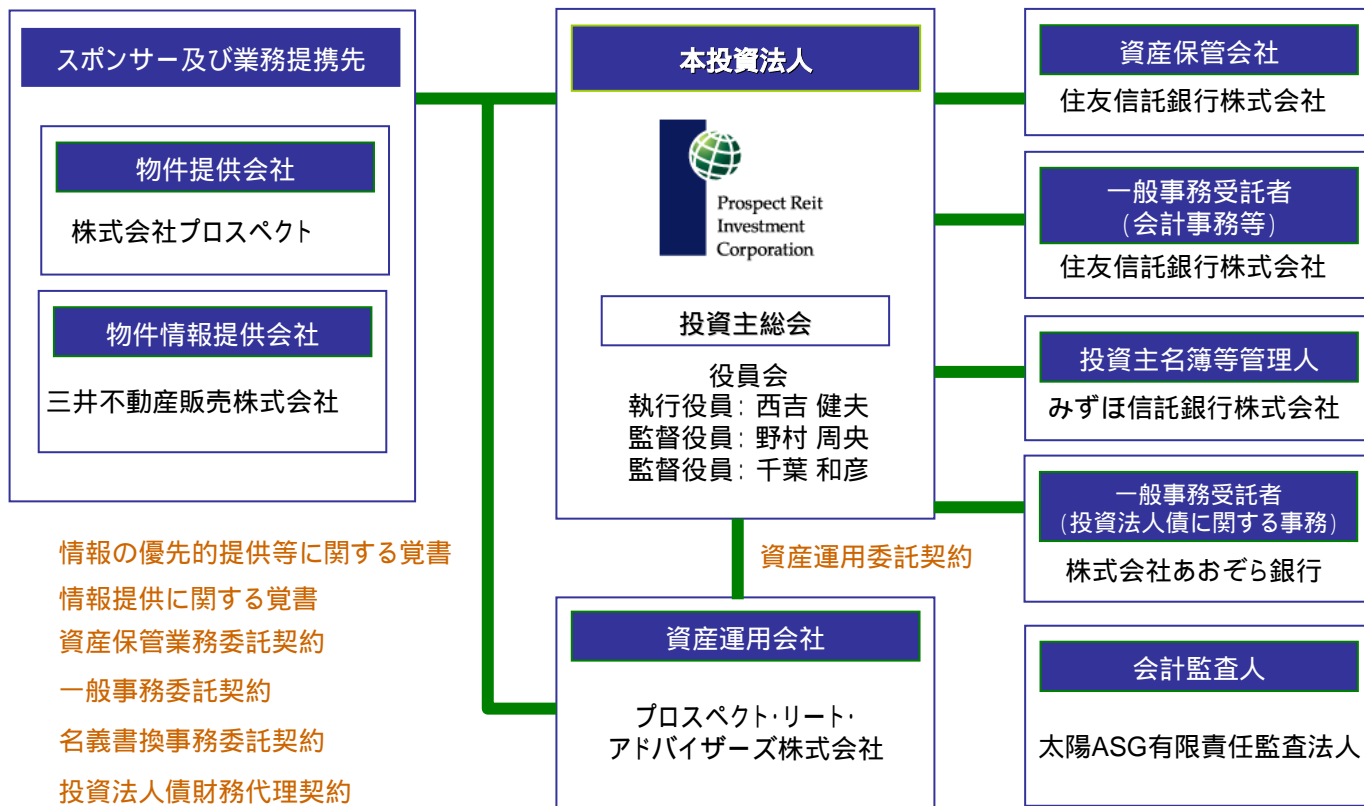 スポンサー及び業務提携先
物件提供会社
株式会社プロスペクト
物件情報提供会社
三井不動産販売株式会社
本投資法人
Prospect Reit
Investment
Corporation
投資主総会
役員会
執行役員：西吉 健夫
監督役員：野村 周央
監督役員：千葉 和彦
資産運用委託契約
資産運用会社
プロスペクト・リート・
アドバイザーズ株式会社
資産保管会社
住友信託銀行株式会社
一般事務受託者
（会計事務等）
住友信託銀行株式会社
投資主名簿等管理人
みずほ信託銀行株式会社
一般事務受託者
（投資法人債に関する事務）
株式会社あおぞら銀行
会計監査人
太陽ASG有限責任監査法人
情報の優先的提供等に関する覚書
情報提供に関する覚書
資産保管業務委託契約
一般事務委託契約
名義書換事務委託契約
投資法人債財務代理契約